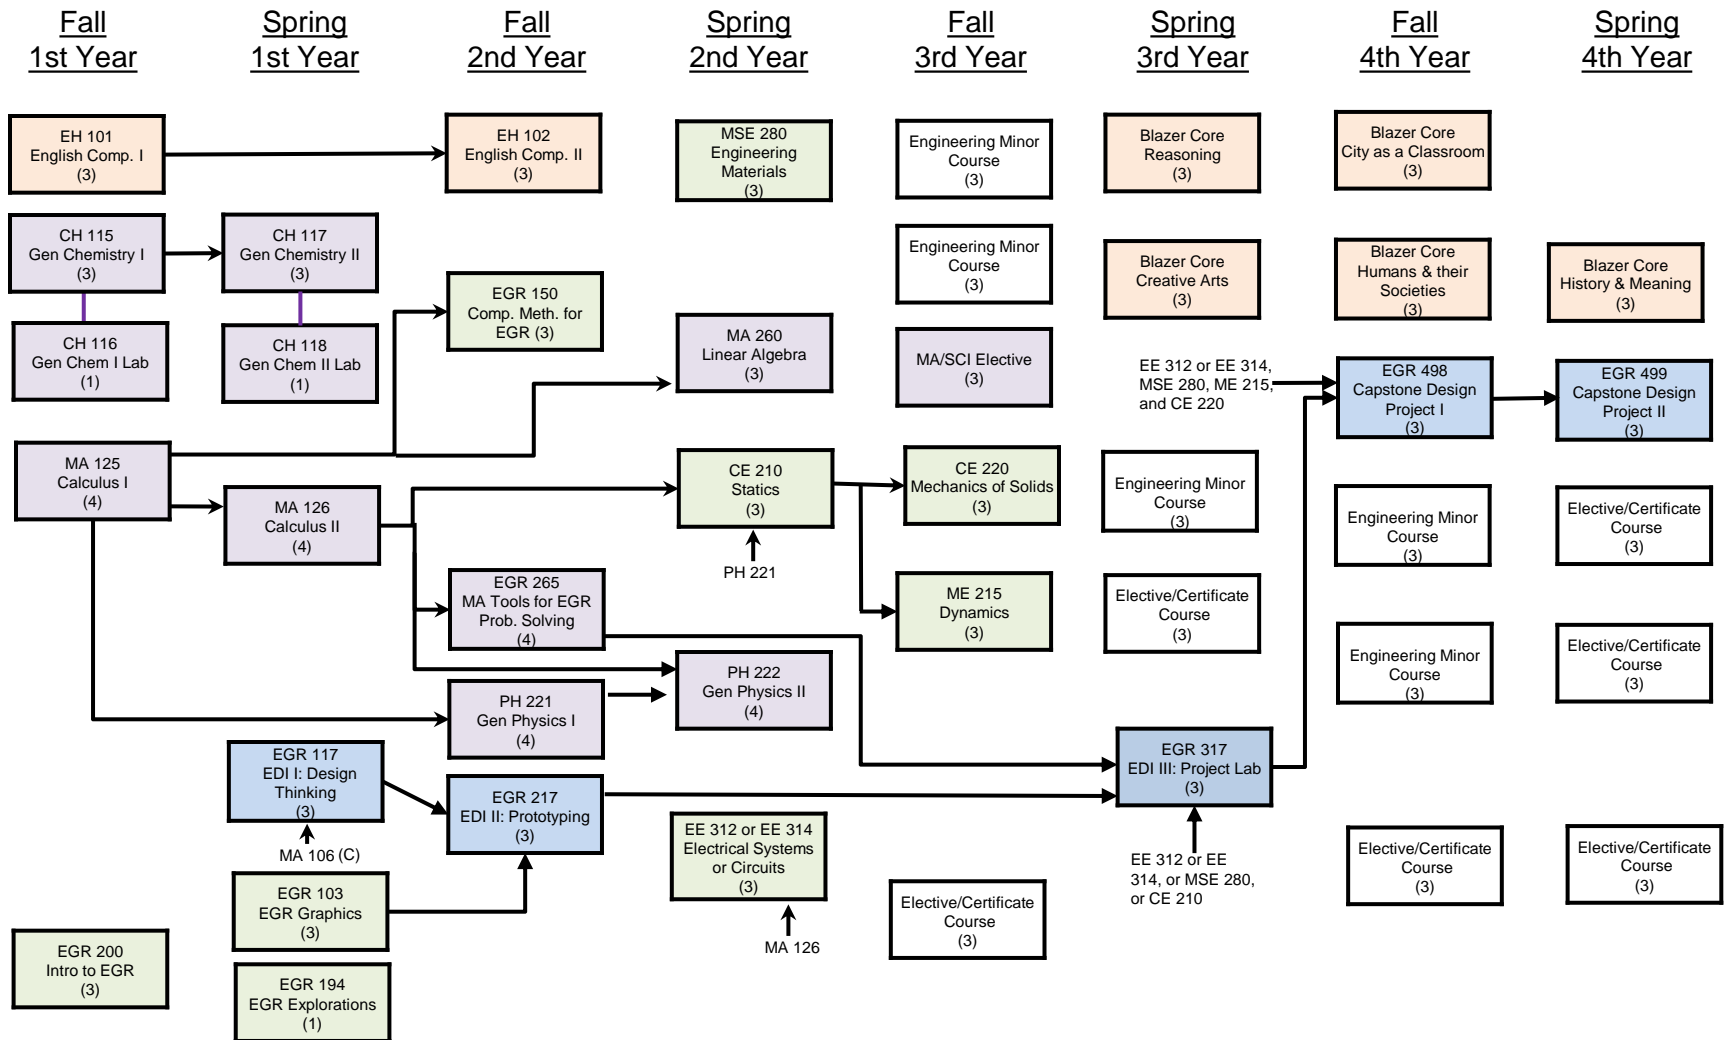 Fall
1st Year
Spring
1st Year
Fall
2nd Year
Spring
2nd Year
Fall
3rd Year
Spring
3rd Year
Fall
4th Year
Spring
4th Year
EH 101
English Comp. I
(3)
CH 115
Gen Chemistry I
(3)
CH 116
Gen Chem I Lab
(1)
MA 125
Calculus I
(4)
EGR 200
Intro to EGR
(3)
CH 117
Gen Chemistry II
(3)
CH 118
Gen Chem II Lab
(1)
MA 126
Calculus II
(4)
EGR 117
EDI I: Design
Thinking
(3)
MA 106 (C)
EGR 103
EGR Graphics
(3)
EGR 194
EGR Explorations
(1)
EH 102
English Comp. II
(3)
EGR 150
Comp. Meth. for
EGR (3)
EGR 265
MA Tools for EGR
Prob. Solving
(4)
PH 221
Gen Physics I
(4)
EGR 217
EDI II: Prototyping
(3)
MSE 280
Engineering
Materials
(3)
MA 260
Linear Algebra
(3)
CE 210
Statics
(3)
PH 221
PH 222
Gen Physics II
(4)
EE 312 or EE 314
Electrical Systems
or Circuits
(3)
MA 126
Engineering Minor
Course
(3)
Engineering Minor
Course
(3)
MA/SCI Elective
(3)
CE 220
Mechanics of Solids
(3)
ME 215
Dynamics
(3)
Elective/Certificate
Course
(3)
Blazer Core
Reasoning
(3)
Blazer Core
Creative Arts
(3)
EE 312 or EE 314,
MSE 280, ME 215,
and CE 220
Engineering Minor
Course
(3)
Elective/Certificate
Course
(3)
EGR 317
EDI III: Project Lab
(3)
EE 312 or EE
314, or MSE 280,
or CE 210
Blazer Core
City as a Classroom
(3)
Blazer Core
Humans & their
Societies
(3)
EGR 498
Capstone Design
Project I
(3)
Engineering Minor
Course
(3)
Engineering Minor
Course
(3)
Elective/Certificate
Course
(3)
Blazer Core
History & Meaning
(3)
EGR 499
Capstone Design
Project II
(3)
Elective/Certificate
Course
(3)
Elective/Certificate
Course
(3)
Elective/Certificate
Course
(3)